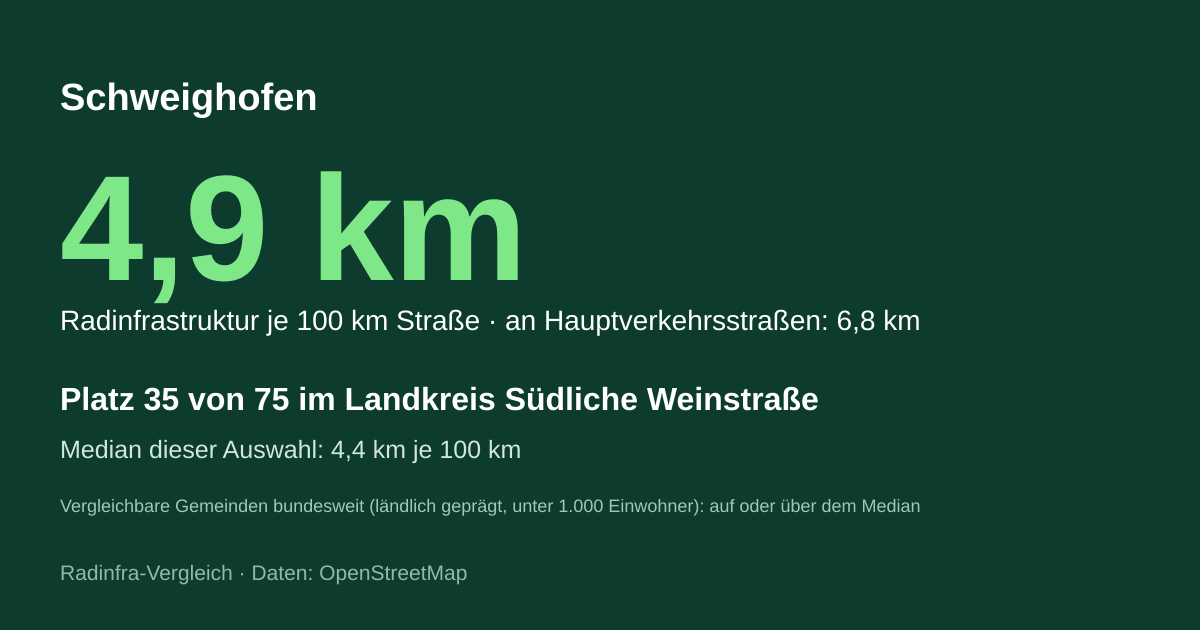 Schweighofen
4,9 km
Radinfrastruktur je 100 km Straße · an Hauptverkehrsstraßen: 6,8 km
Platz 35 von 75 im Landkreis Südliche Weinstraße
Median dieser Auswahl: 4,4 km je 100 km
Vergleichbare Gemeinden bundesweit (ländlich geprägt, unter 1.000 Einwohner): auf oder über dem Median
Radinfra-Vergleich · Daten: OpenStreetMap